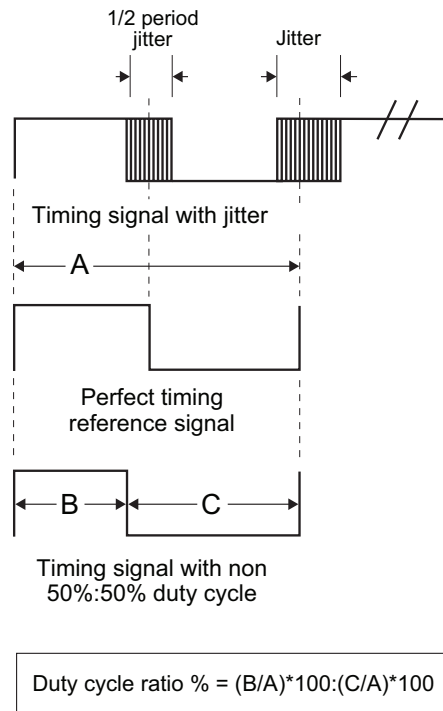 1/2 period
jitter
Jitter
Timing signal with jitter
A
Perfect timing
reference signal
B
C
Timing signal with non
50%:50% duty cycle
Duty cycle ratio % = (B/A)*100:(C/A)*100